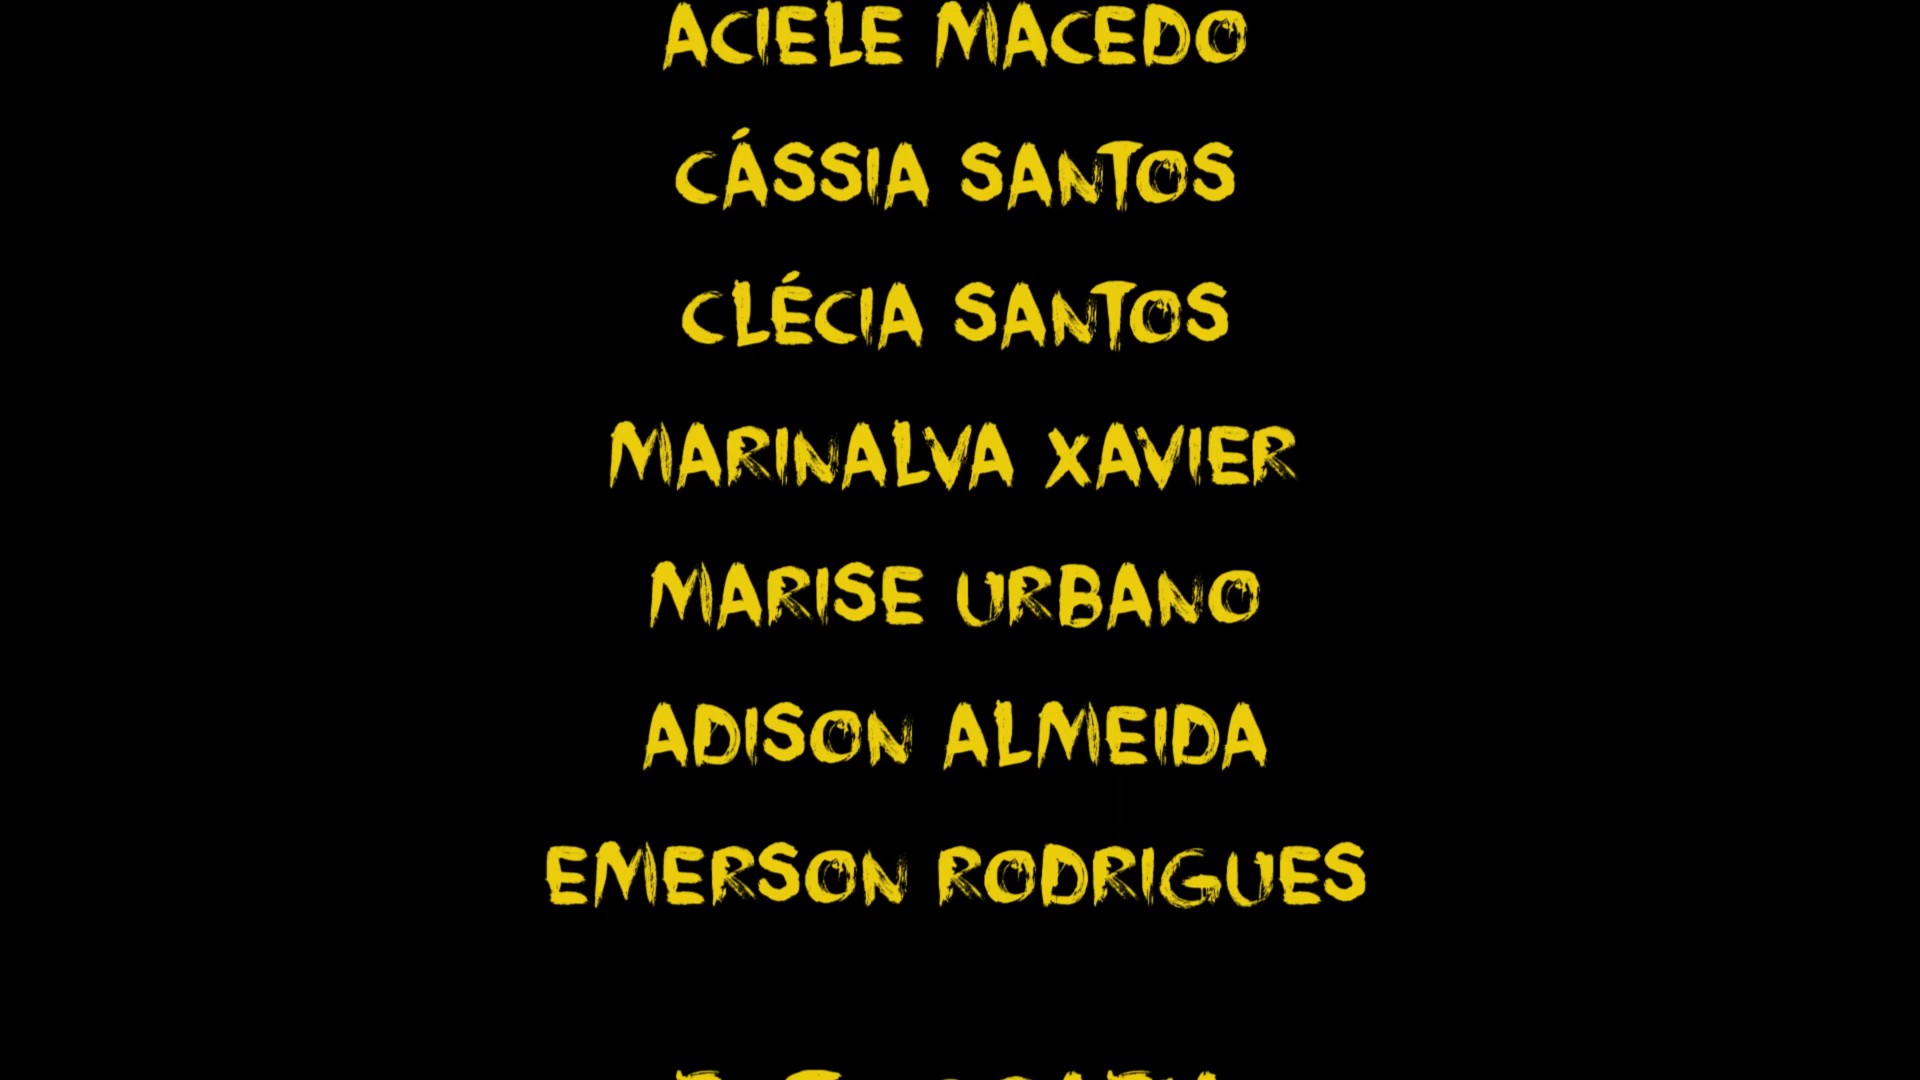 ACIELE MACEDO
CÁSSIA SANTOS
CLÉCIA SANTOS
MARINALVA XAVIER
MARISE URBANO
ADISON ALMEIDA
EMERSON RODRIGUES